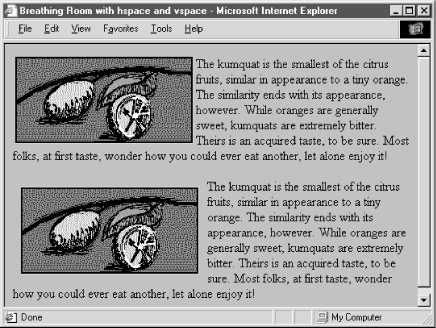 Breathing Room with hspace and vspace - Microsoft Internet Explorer
File Edit View Favorites Tools Help
The kumquat is the smallest of the citrus
fruits, similar in appearance to a tiny orange.
The similarity ends with its appearance,
however. While oranges are generally
sweet, kumquats are extremely bitter.
Theirs is an acquired taste, to be sure. Most
folks, at first taste, wonder how you could ever eat another, let alone enjoy it!
The kumquat is the smallest of the citrus
fruits, similar in appearance to a tiny
orange. The similarity ends with its
appearance, however. While oranges are
generally sweet, kumquats are extremely
bitter. Theirs is an acquired taste, to be
sure. Most folks, at first taste, wonder
how you could ever eat another, let alone enjoy it!
Done My Computer